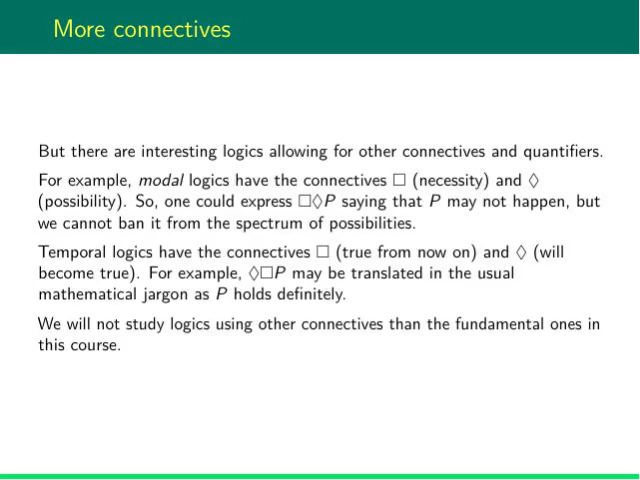 More connectives
But there are interesting logics allowing for other connectives and quantifiers.
For example, modal logics have the connectives □ (necessity) and ◊
(possibility). So, one could express □◊P saying that P may not happen, but
we cannot ban it from the spectrum of possibilities.
Temporal logics have the connectives □ (true from now on) and ◊ (will
become true). For example, ◊□P may be translated in the usual
mathematical jargon as P holds definitely.
We will not study logics using other connectives than the fundamental ones in
this course.